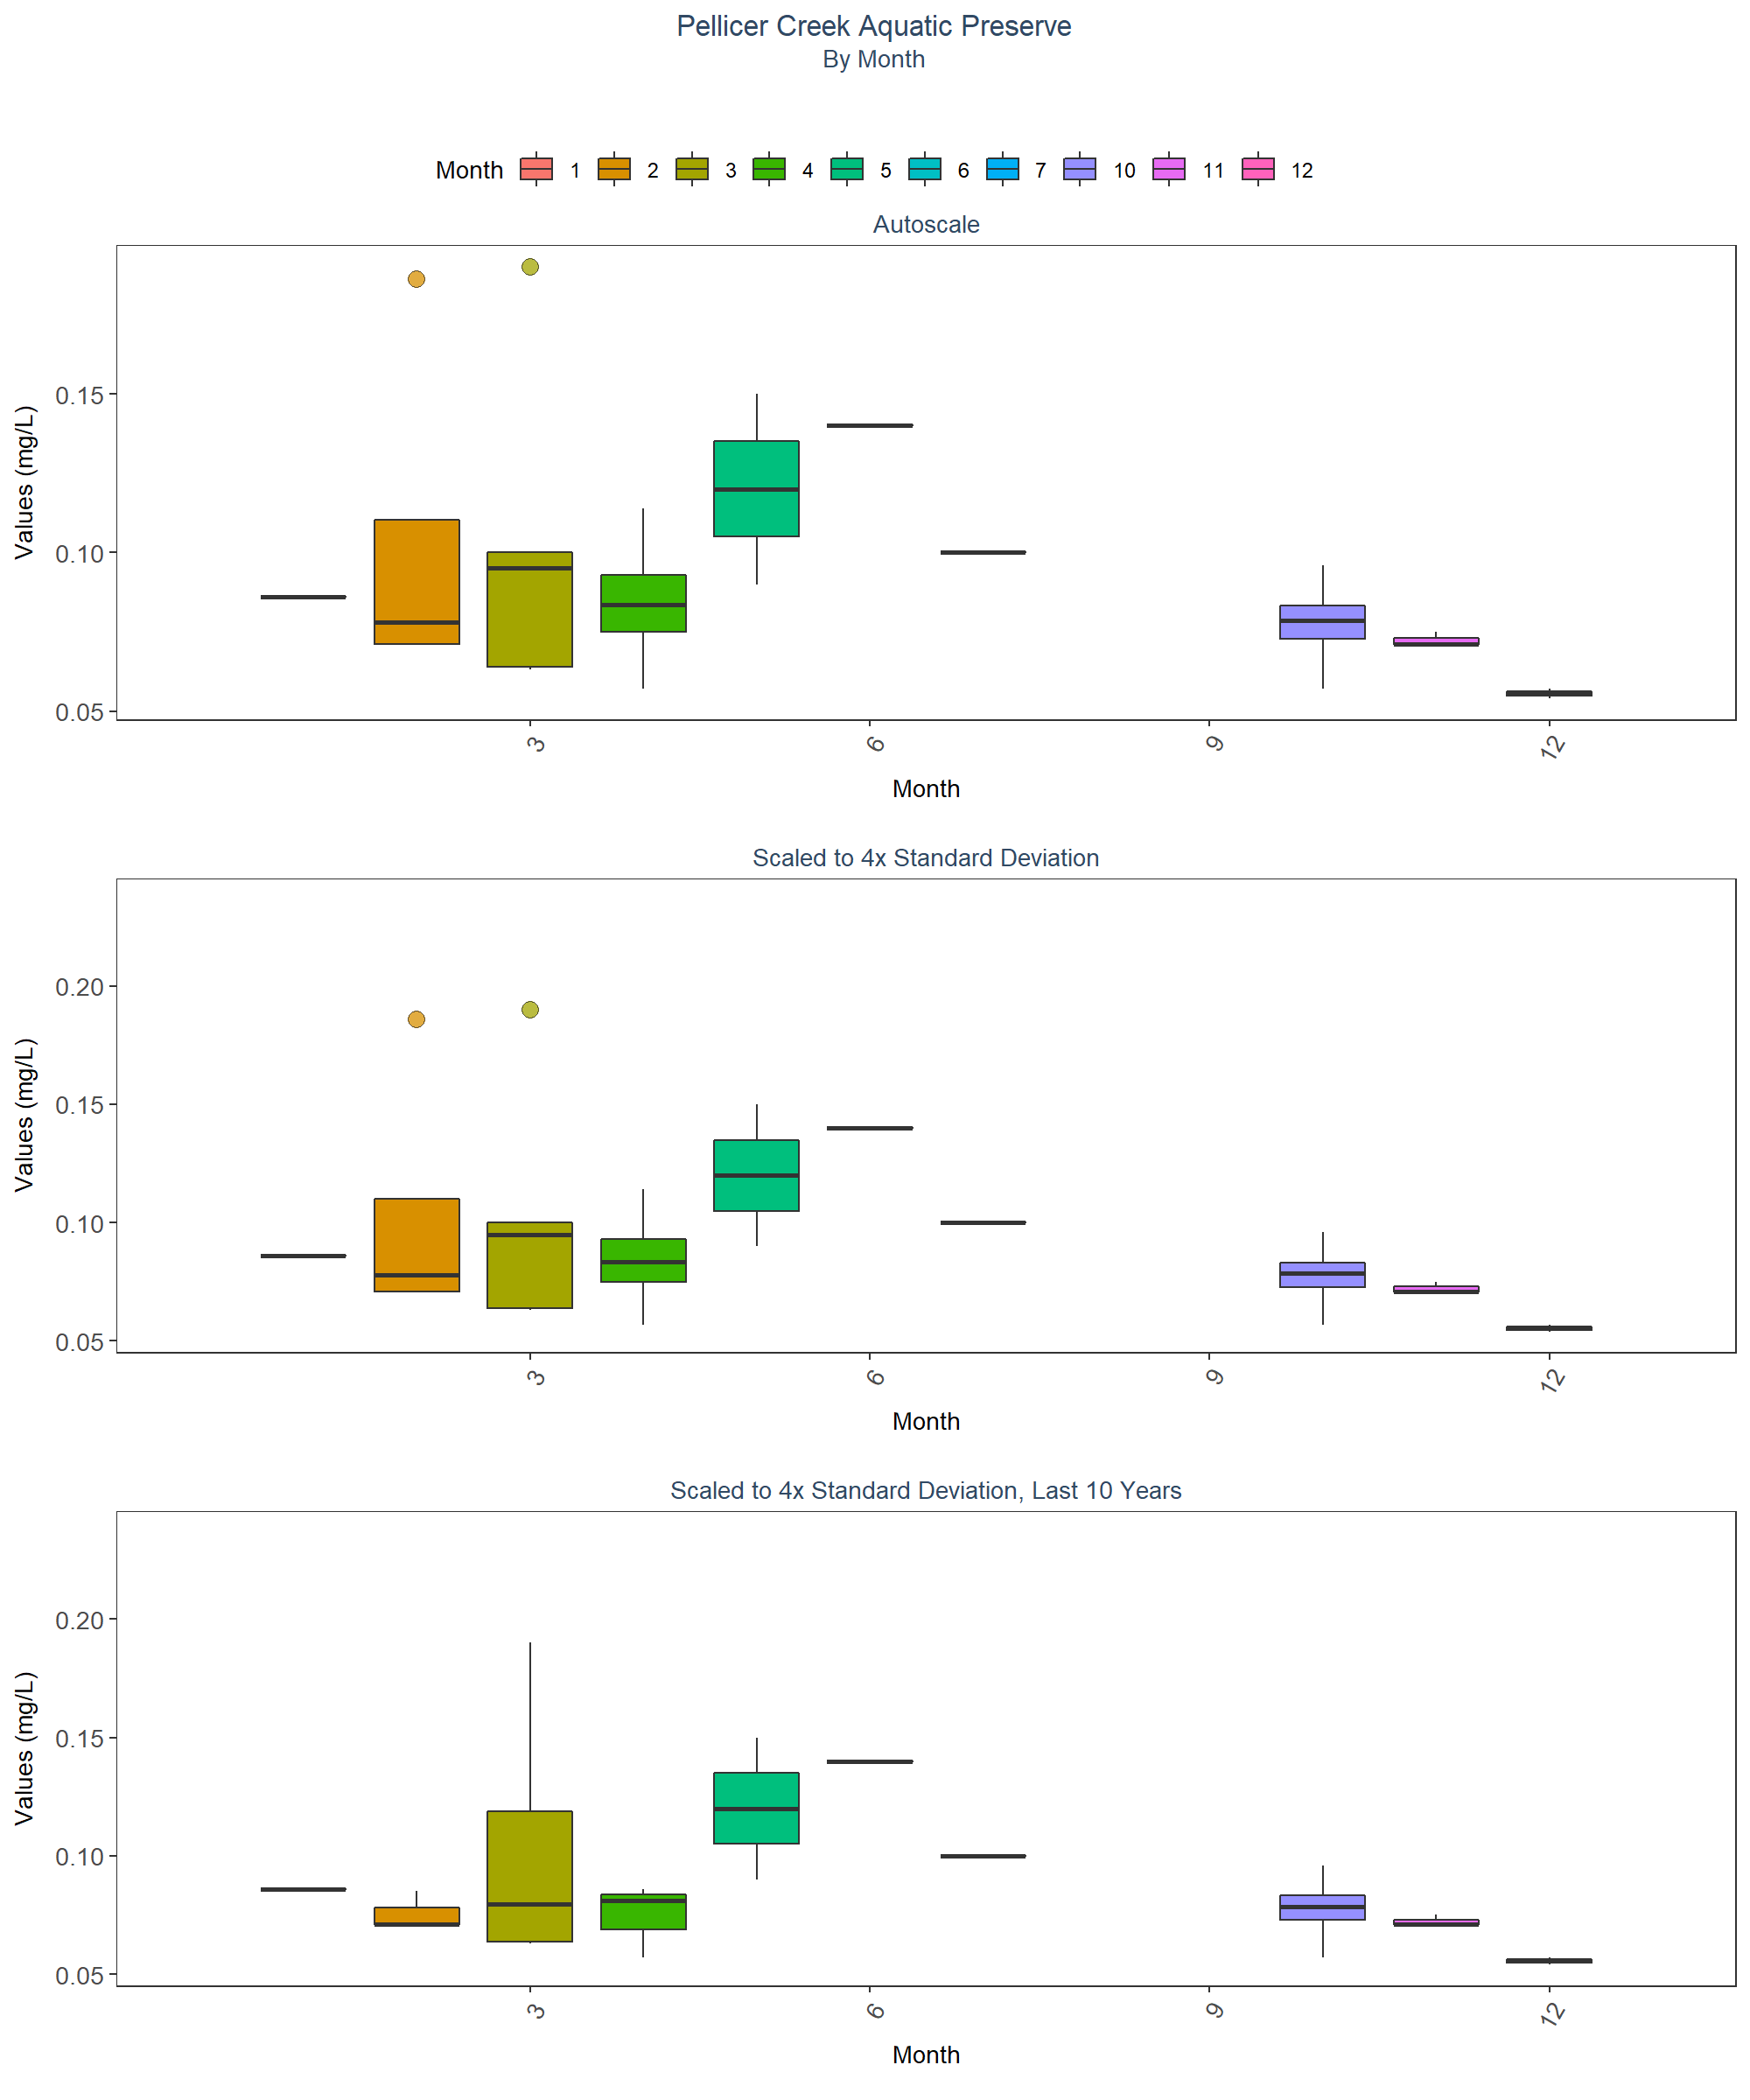 Pellicer Creek Aquatic Preserve
By Month
Month 1 2 3 4 5 6 7 10 11 12
Autoscale
Values (mg/L)
0.15
0.10
0.05
3 6 9 12
Month
Scaled to 4x Standard Deviation
Values (mg/L)
0.20
0.15
0.10
0.05
3 6 9 12
Month
Scaled to 4x Standard Deviation, Last 10 Years
Values (mg/L)
0.20
0.15
0.10
0.05
3 6 9 12
Month